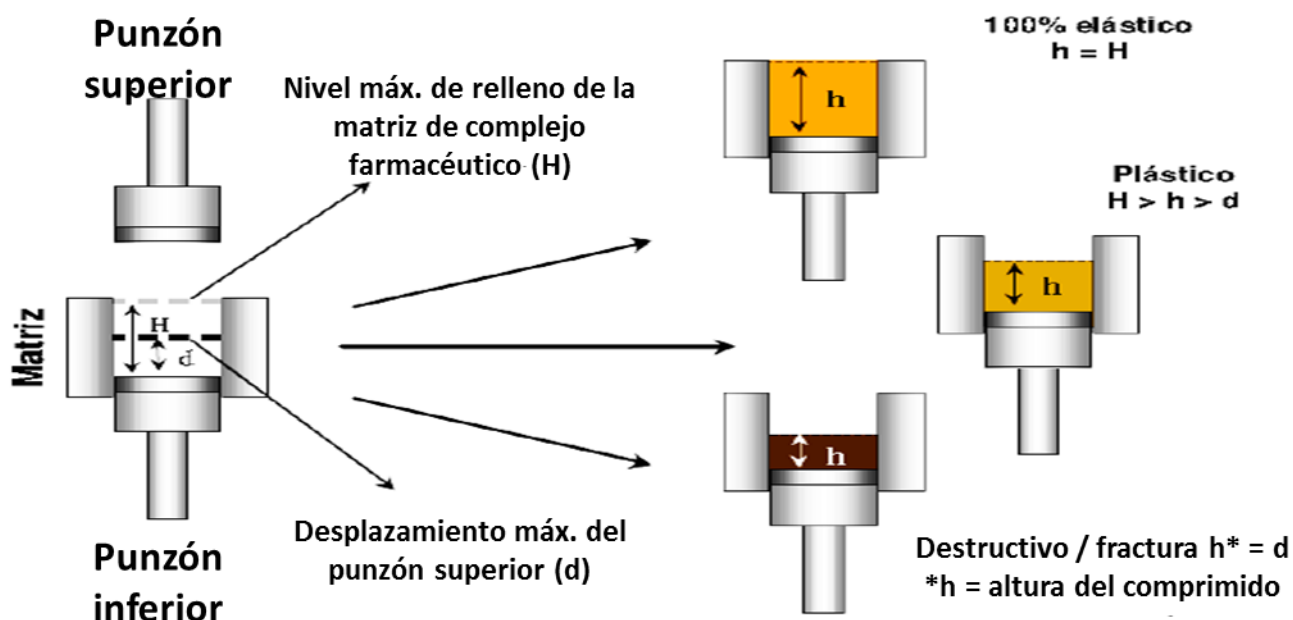 Punzón
superior
Nivel máx. de relleno de la
matriz de complejo
farmacéutico (H)
100% elástico
h = H
h
Plástico
H > h > d
h
Matriz
H
d
h
Desplazamiento máx. del
punzón superior (d)
Punzón
inferior
Destructivo / fractura h* = d
*h = altura del comprimido